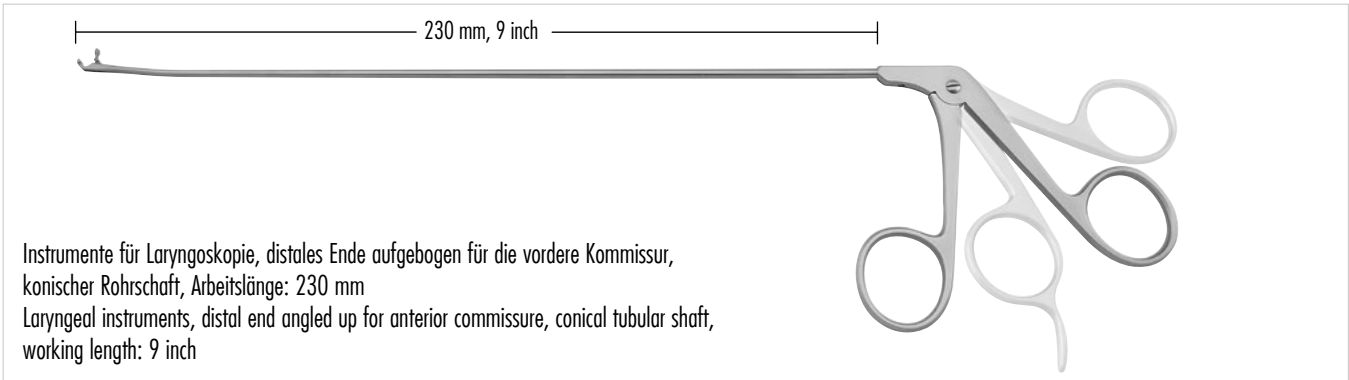 230 mm, 9 inch
Instrumente für Laryngoskopie, distales Ende aufgebogen für die vordere Kommissur,
konischer Rohrschaft, Arbeitslänge: 230 mm
Laryngeal instruments, distal end angled up for anterior commissure, conical tubular shaft,
working length: 9 inch